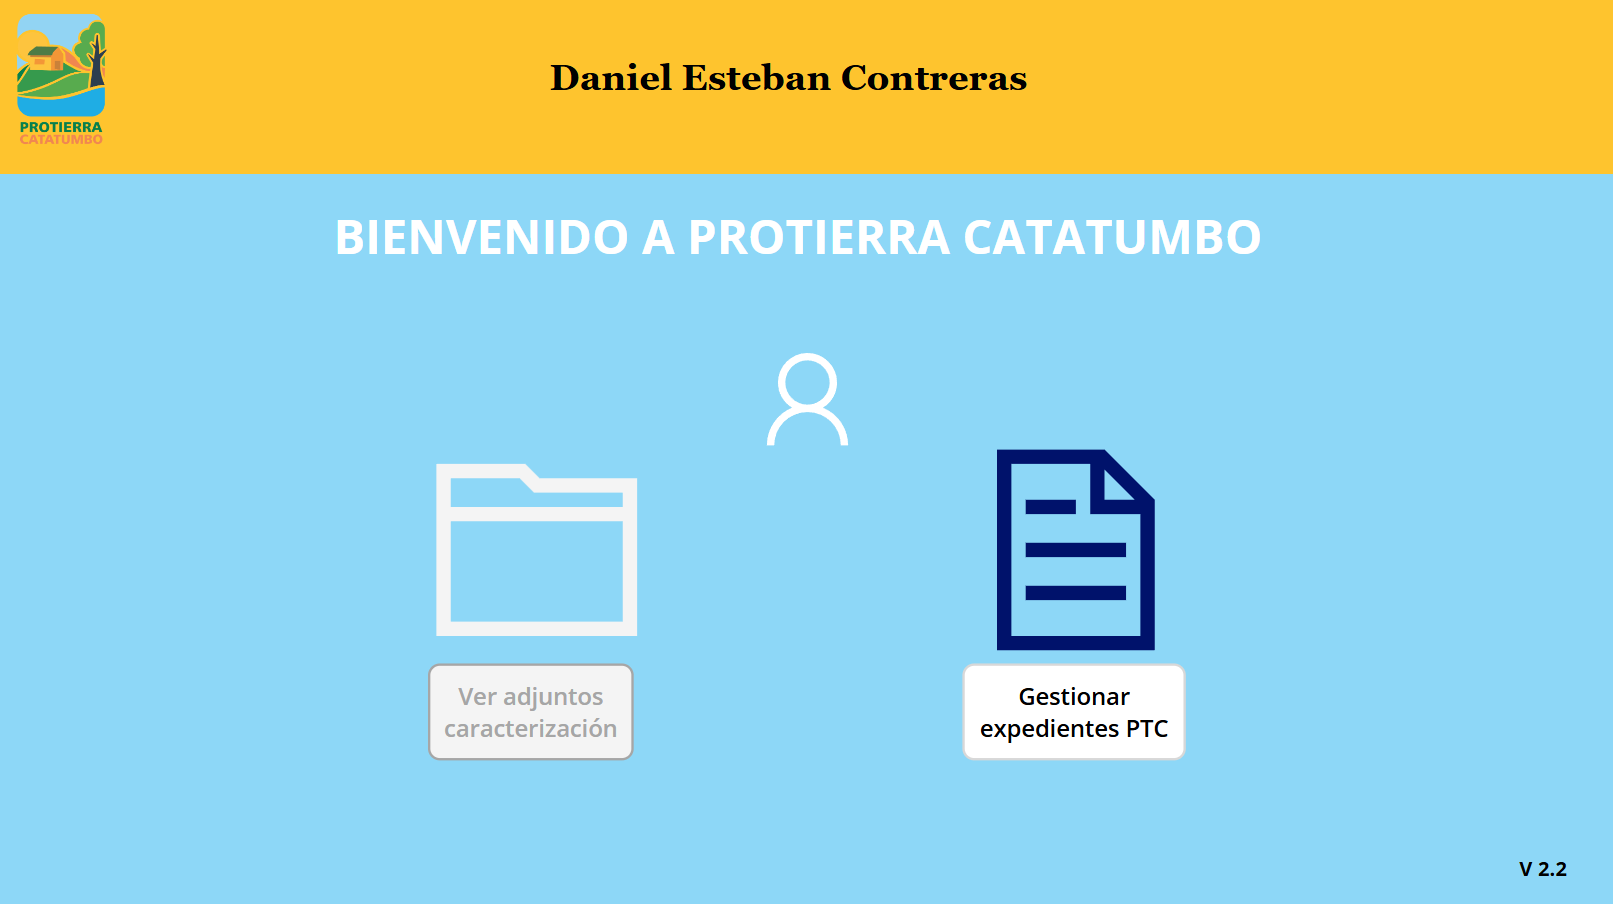 Daniel Esteban Contreras
PROTIERRA
CATATUMBO
BIENVENIDO A PROTIERRA CATATUMBO
Ver adjuntos
caracterización
Gestionar
expedientes PTC
V 2.2